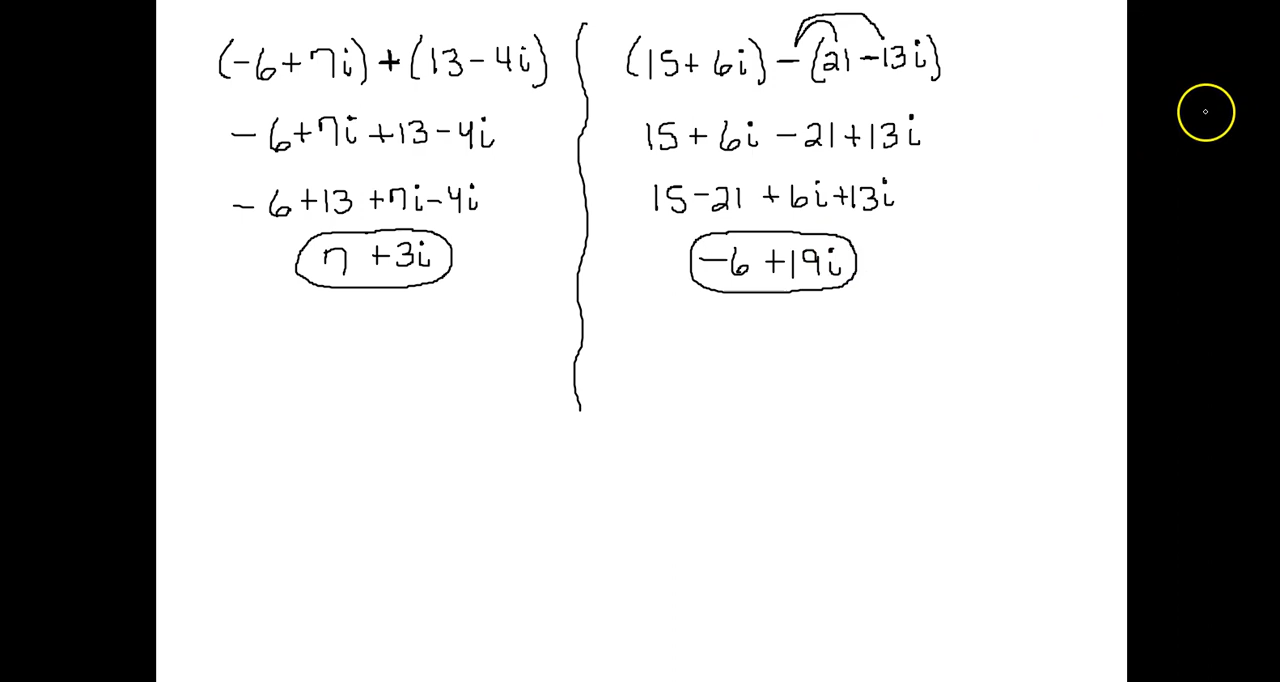 (-6+7i)+(13-4i)
-6+7i+13-4i
-6+13+7i-4i
7+3i
(15+6i)-(21-13i)
15+6i-21+13i
15-21+6i+13i
-6+19i